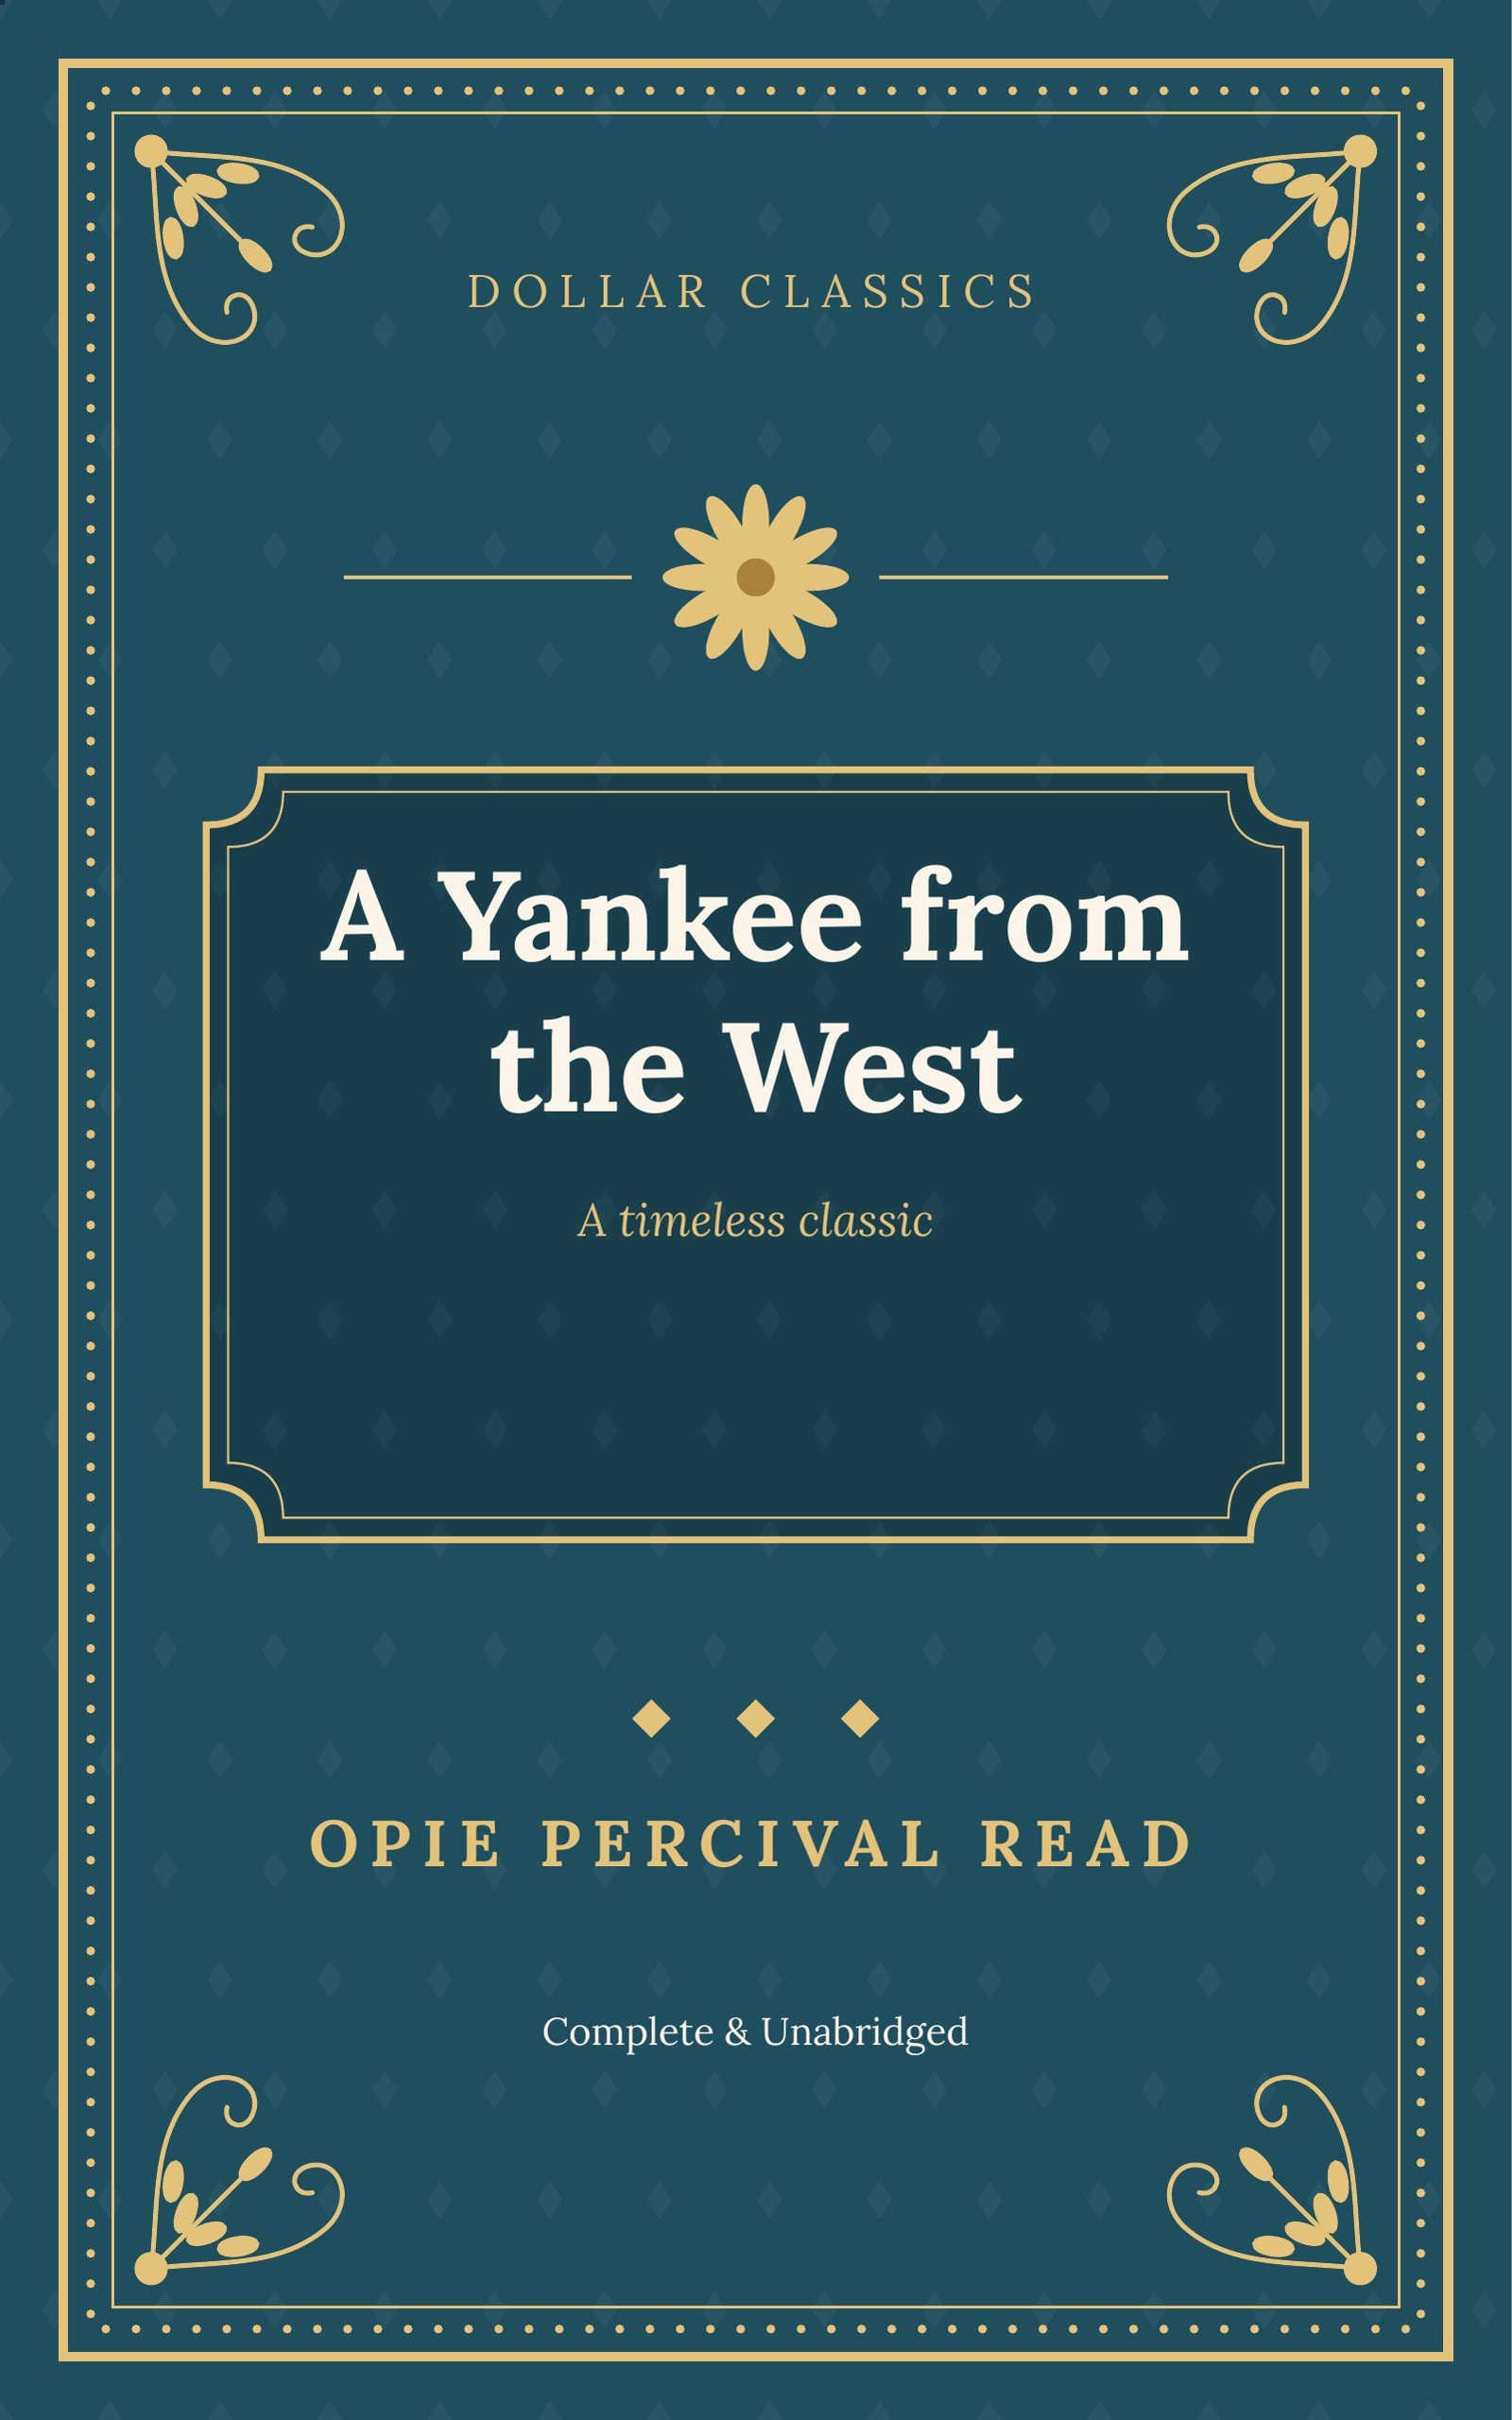 DOLLAR CLASSICS
A Yankee from
the West
A timeless classic
OPIE PERCIVAL READ
Complete & Unabridged